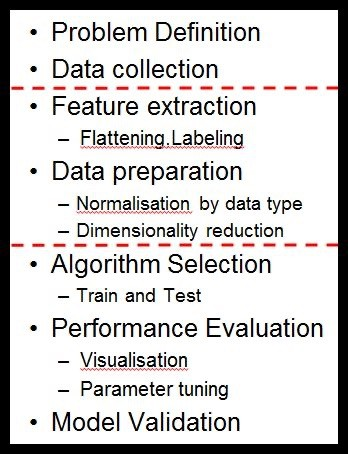 • Problem Definition
• Data collection
• Feature extraction
– Flattening.Labeling
• Data preparation
– Normalisation by data type
– Dimensionality reduction
• Algorithm Selection
– Train and Test
• Performance Evaluation
– Visualisation
– Parameter tuning
• Model Validation